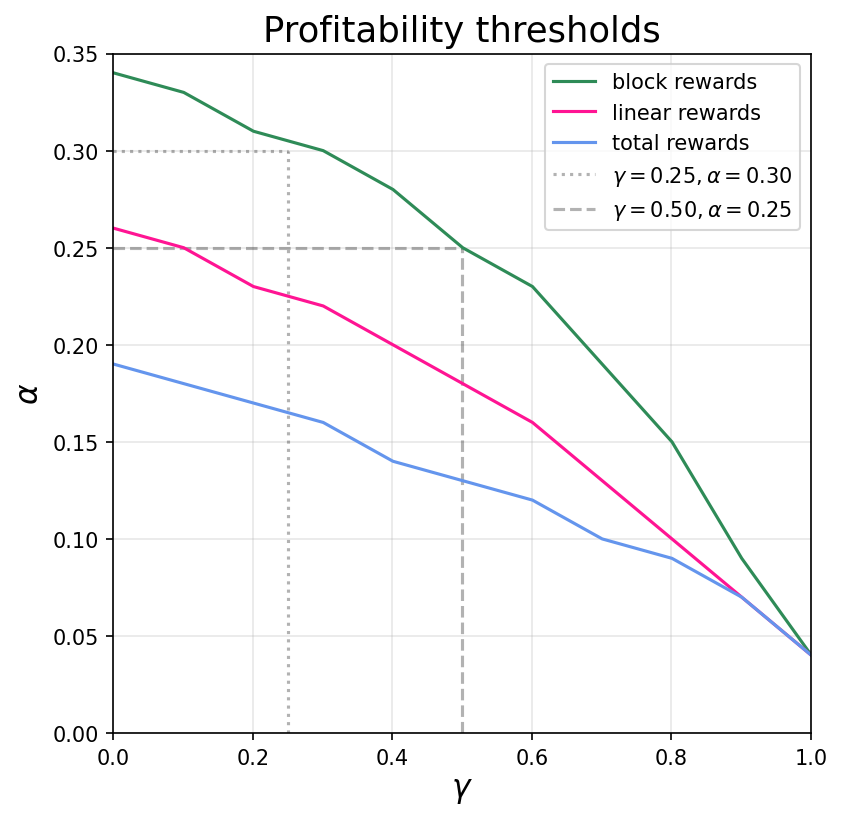 Profitability thresholds
0.35
0.30
0.25
0.20
0.15
0.10
0.05
0.00
α
block rewards
linear rewards
total rewards
γ = 0.25, α = 0.30
γ = 0.50, α = 0.25
0.0 0.2 0.4 0.6 0.8 1.0
γ